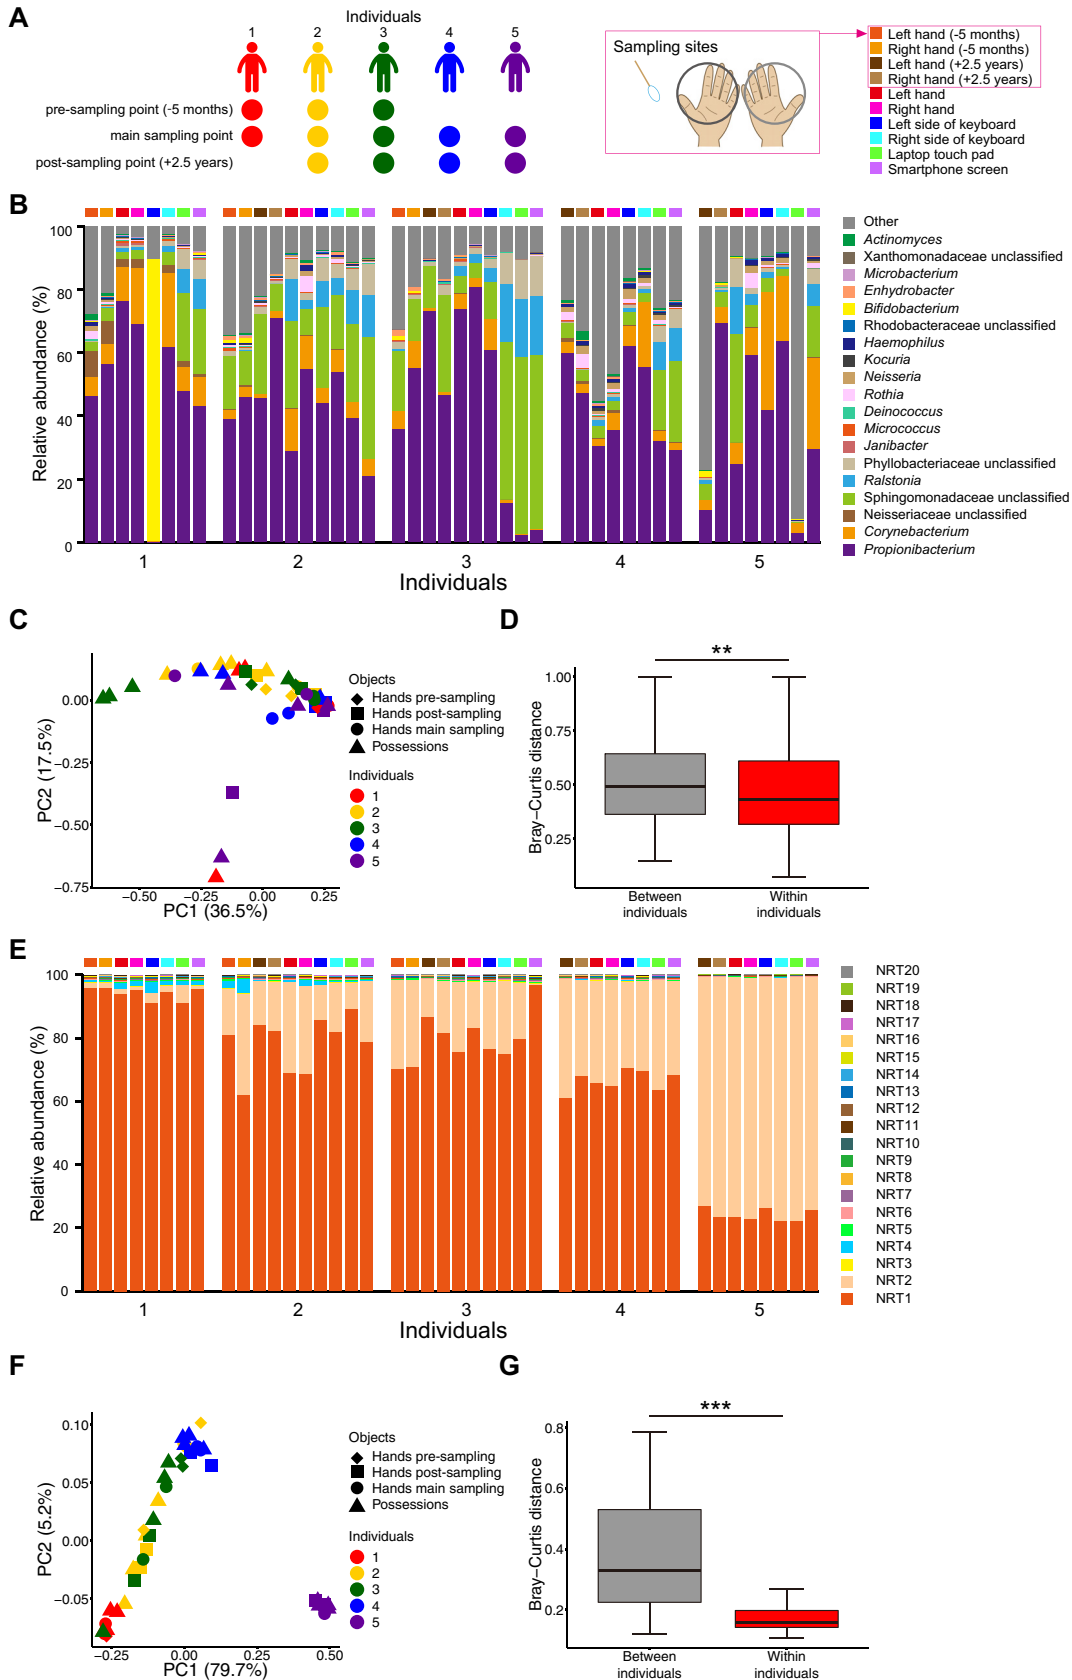 A
Individuals
1 2 3 4 5
pre-sampling point (-5 months)
main sampling point
post-sampling point (+2.5 years)
Sampling sites
Left hand (-5 months)
Right hand (-5 months)
Left hand (+2.5 years)
Right hand (+2.5 years)
Left hand
Right hand
Left side of keyboard
Right side of keyboard
Laptop touch pad
Smartphone screen
B
Relative abundance (%)
100
80
60
40
20
0
1 2 3 4 5
Individuals
Other
Actinomyces
Xanthomonadaceae unclassified
Microbacterium
Enhydrobacter
Bifidobacterium
Rhodobacteraceae unclassified
Haemophilus
Kocuria
Neisseria
Rothia
Deinococcus
Micrococcus
Janibacter
Phyllobacteriaceae unclassified
Ralstonia
Sphingomonadaceae unclassified
Neisseriaceae unclassified
Corynebacterium
Propionibacterium
C
PC2 (17.5%)
0.00
−0.25
−0.50
−0.75
−0.50 −0.25 0.00 0.25
PC1 (36.5%)
Objects
Hands pre-sampling
Hands post-sampling
Hands main sampling
Possessions
Individuals
1
2
3
4
5
D
Bray−Curtis distance
1.00
0.75
0.50
0.25
**
Between individuals
Within individuals
E
Relative abundance (%)
100
80
60
40
20
0
1 2 3 4 5
Individuals
NRT20
NRT19
NRT18
NRT17
NRT16
NRT15
NRT14
NRT13
NRT12
NRT11
NRT10
NRT9
NRT8
NRT7
NRT6
NRT5
NRT4
NRT3
NRT2
NRT1
F
PC2 (5.2%)
0.10
0.05
0.00
−0.05
−0.25 0.00 0.25 0.50
PC1 (79.7%)
Objects
Hands pre-sampling
Hands post-sampling
Hands main sampling
Possessions
Individuals
1
2
3
4
5
G
Bray−Curtis distance
0.8
0.6
0.4
0.2
***
Between individuals
Within individuals